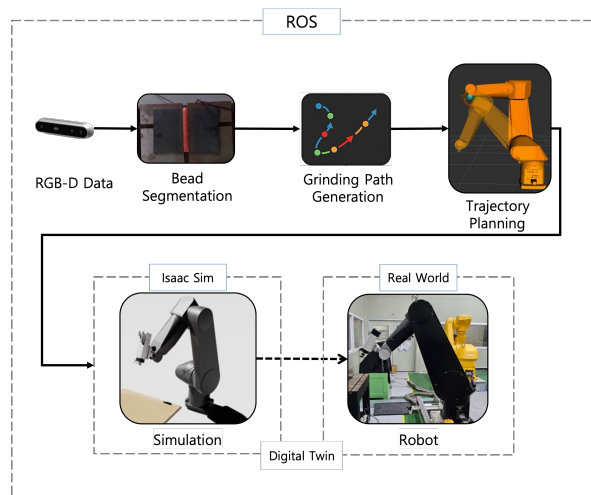 ROS
RGB-D Data
Bead
Segmentation
Grinding Path
Generation
Trajectory
Planning
Isaac Sim
Real World
Simulation
Robot
Digital Twin